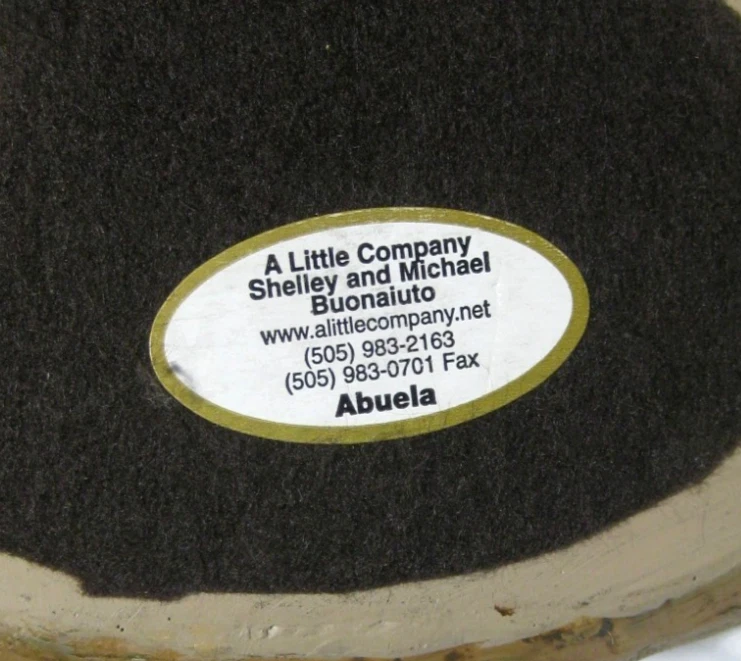 A Little Company
Shelley and Michael
Buonaiuto
www.alittlecompany.net
(505) 983-2163
(505) 983-0701 Fax
Abuela